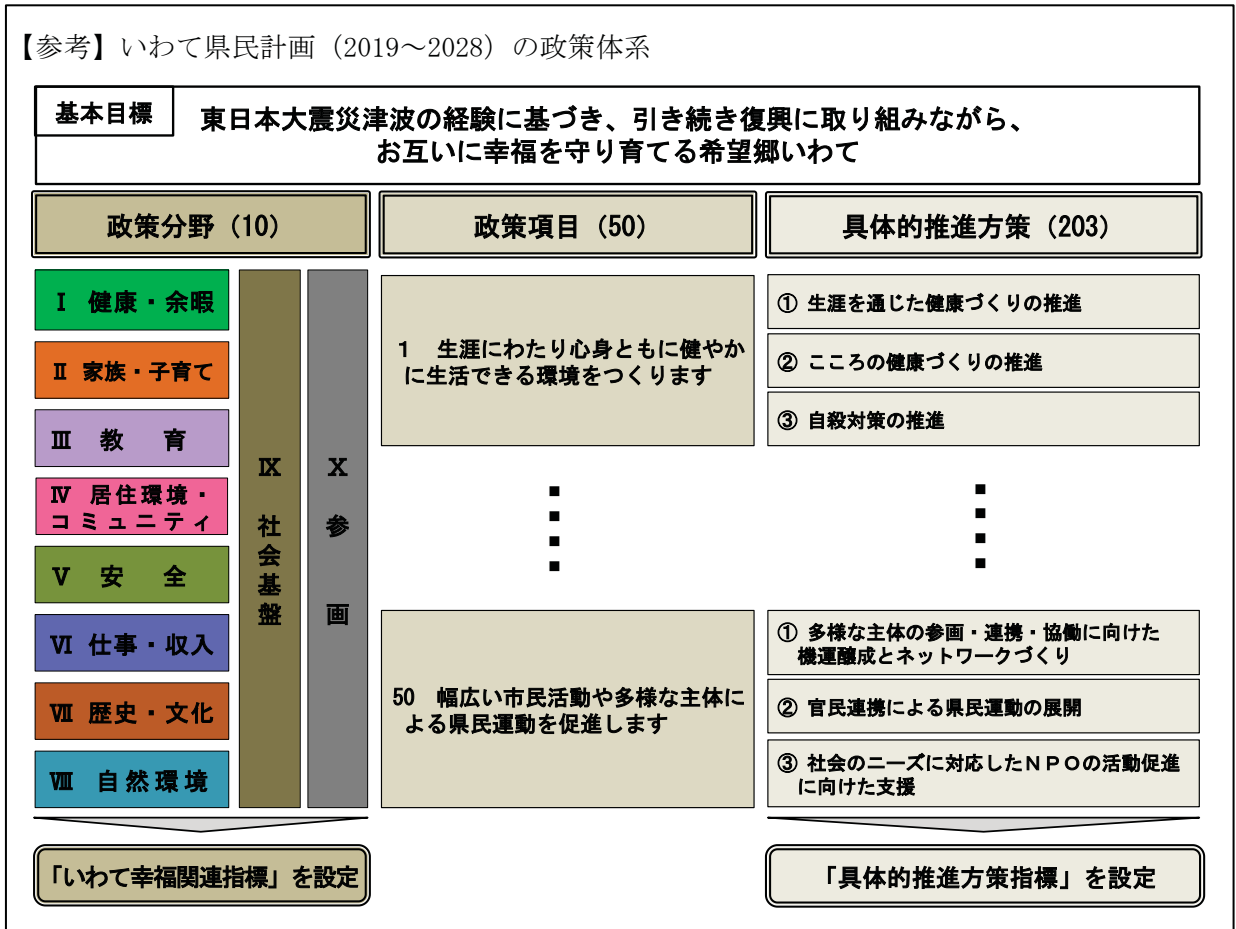 【参考】いわて県民計画（2019～2028）の政策体系
基本目標
東日本大震災津波の経験に基づき、引き続き復興に取り組みながら、
お互いに幸福を守り育てる希望郷いわて
政策分野（10）
政策項目（50）
具体的推進方策（203）
Ⅰ 健康・余暇
Ⅱ 家族・子育て
Ⅲ 教 育
Ⅳ 居住環境・
コミュニティ
Ⅴ 安 全
Ⅵ 仕事・収入
Ⅶ 歴史・文化
Ⅷ 自然環境
Ⅸ 社会基盤
Ⅹ 参 画
1 生涯にわたり心身ともに健やか
に生活できる環境をつくります
50 幅広い市民活動や多様な主体に
よる県民運動を促進します
① 生涯を通じた健康づくりの推進
② こころの健康づくりの推進
③ 自殺対策の推進
① 多様な主体の参画・連携・協働に向けた
機運醸成とネットワークづくり
② 官民連携による県民運動の展開
③ 社会のニーズに対応したＮＰＯの活動促進
に向けた支援
「いわて幸福関連指標」を設定
「具体的推進方策指標」を設定